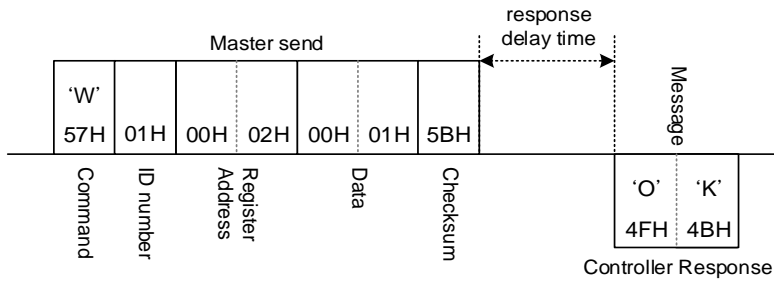 response
delay time
Master send
‘W’
57H 01H 00H 02H 00H 01H 5BH
Command
ID number
Register
Address
Data
Checksum
Message
‘O’ ‘K’
4FH 4BH
Controller Response